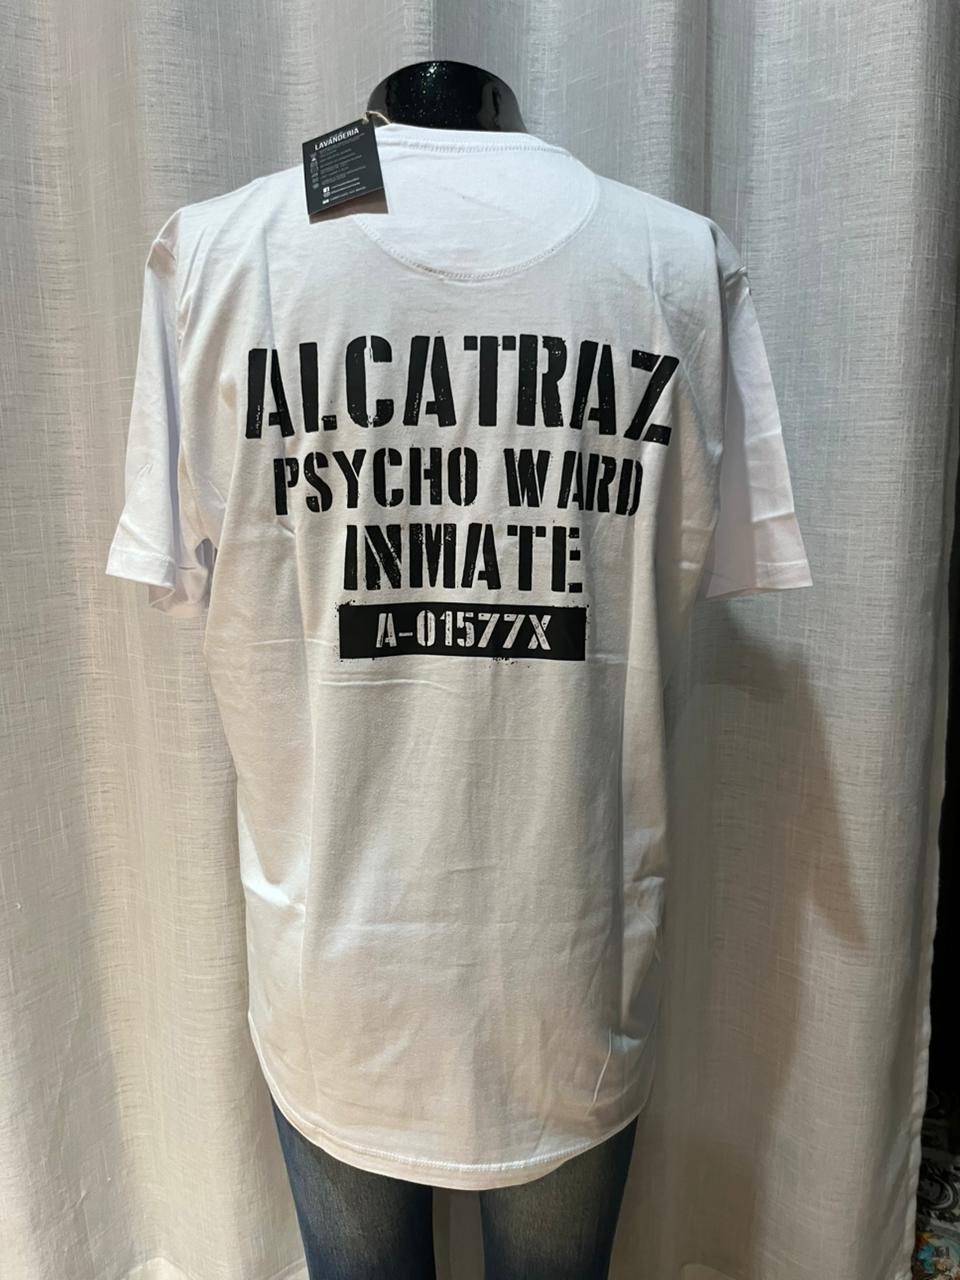 LAVANDERIA
ALCATRAZ
PSYCHO WARD
INMATE
A-01577X